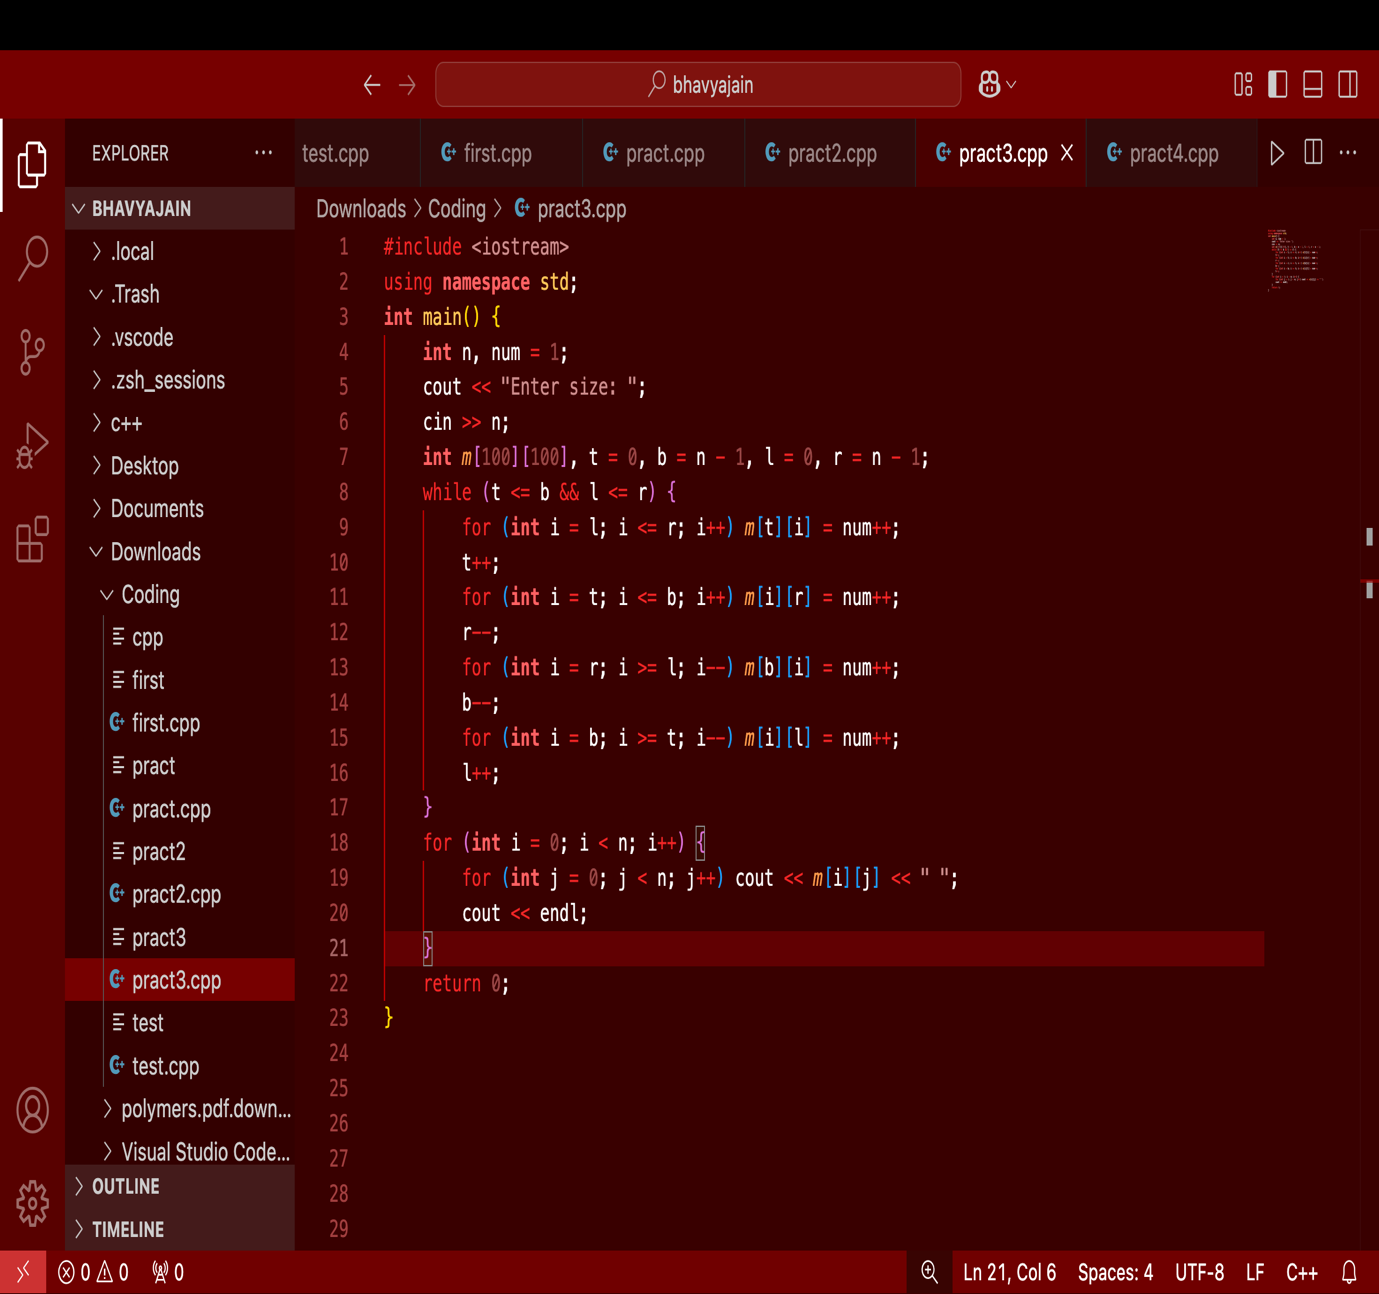 bhavyajain
EXPLORER
test.cpp
first.cpp
pract.cpp
pract2.cpp
pract3.cpp
pract4.cpp
BHAVYAJAIN
.local
.Trash
.vscode
.zsh_sessions
c++
Desktop
Documents
Downloads
Coding
cpp
first
first.cpp
pract
pract.cpp
pract2
pract2.cpp
pract3
pract3.cpp
test
test.cpp
polymers.pdf.down...
Visual Studio Code...
OUTLINE
TIMELINE
Downloads > Coding > pract3.cpp
1 #include <iostream>
2 using namespace std;
3 int main() {
4     int n, num = 1;
5     cout << "Enter size: ";
6     cin >> n;
7     int m[100][100], t = 0, b = n - 1, l = 0, r = n - 1;
8     while (t <= b && l <= r) {
9         for (int i = l; i <= r; i++) m[t][i] = num++;
10         t++;
11         for (int i = t; i <= b; i++) m[i][r] = num++;
12         r--;
13         for (int i = r; i >= l; i--) m[b][i] = num++;
14         b--;
15         for (int i = b; i >= t; i--) m[i][l] = num++;
16         l++;
17     }
18     for (int i = 0; i < n; i++) {
19         for (int j = 0; j < n; j++) cout << m[i][j] << " ";
20         cout << endl;
21     }
22     return 0;
23 }
24
25
26
27
28
29
0 0 0 Ln 21, Col 6 Spaces: 4 UTF-8 LF C++